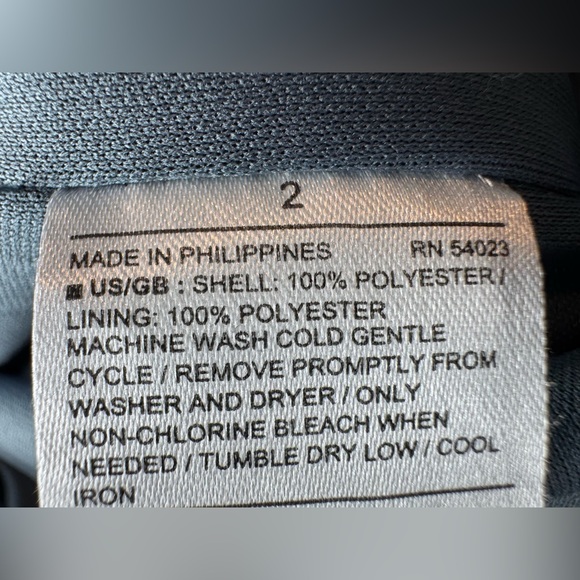 2
MADE IN PHILIPPINES RN 54023
US/GB : SHELL: 100% POLYESTER /
LINING: 100% POLYESTER
MACHINE WASH COLD GENTLE
CYCLE / REMOVE PROMPTLY FROM
WASHER AND DRYER / ONLY
NON-CHLORINE BLEACH WHEN
NEEDED / TUMBLE DRY LOW / COOL
IRON